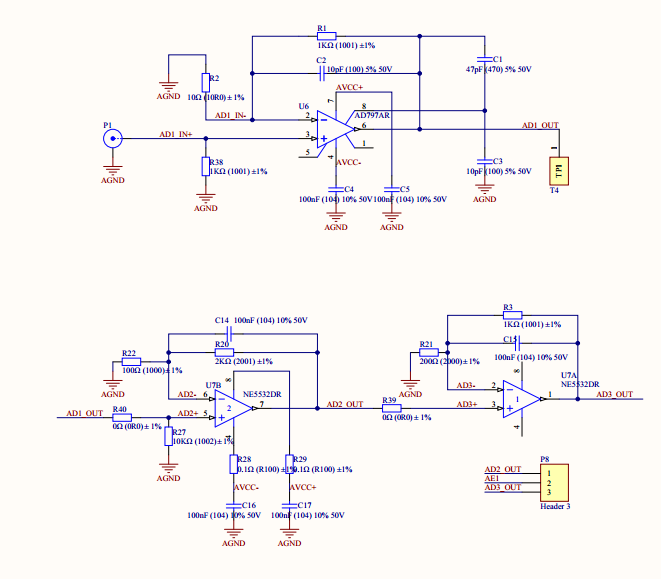 R1
1KΩ (1001) ±1%
C2
10pF (100) 5% 50V
C1
47pF (470) 5% 50V
R2
10Ω (10R0) ±1%
AGND
AVCC+
U6
7
8
AD797AR
AD1_IN-
2
6
AD1_OUT
P1
AD1_IN+
3
1
5
4
AVCC-
1
TP1
T4
AGND
R38
1KΩ (1001) ±1%
AGND
C3
10pF (100) 5% 50V
AGND
C4
100nF (104) 10% 50V
C5
100nF (104) 10% 50V
AGND
AGND
C14 100nF (104) 10% 50V
R20
2KΩ (2001) ±1%
R22
100Ω (1000) ±1%
AGND
U7B
8
NE5532DR
AD2-
6
2
7
AD2_OUT
AD1_OUT
R40
0Ω (0R0) ±1%
AD2+
5
4
R27
10KΩ (1002) ±1%
AGND
R28
0.1Ω (R100) ±1%
R29
0.1Ω (R100) ±1%
AVCC-
AVCC+
C16
100nF (104) 10% 50V
C17
100nF (104) 10% 50V
AGND
AGND
R3
1KΩ (1001) ±1%
C15
100nF (104) 10% 50V
R21
200Ω (2000) ±1%
AGND
8
U7A
NE5532DR
AD3-
2
1
1
AD3_OUT
R39
0Ω (0R0) ±1%
AD3+
3
4
P8
AD2_OUT
1
AE1
2
AD3_OUT
3
Header 3